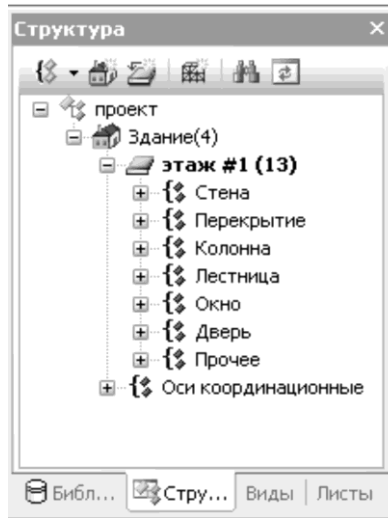 Структура
проект
Здание(4)
этаж #1 (13)
Стена
Перекрытие
Колонна
Лестница
Окно
Дверь
Прочее
Оси координационные
Библ... Стру... Виды Листы